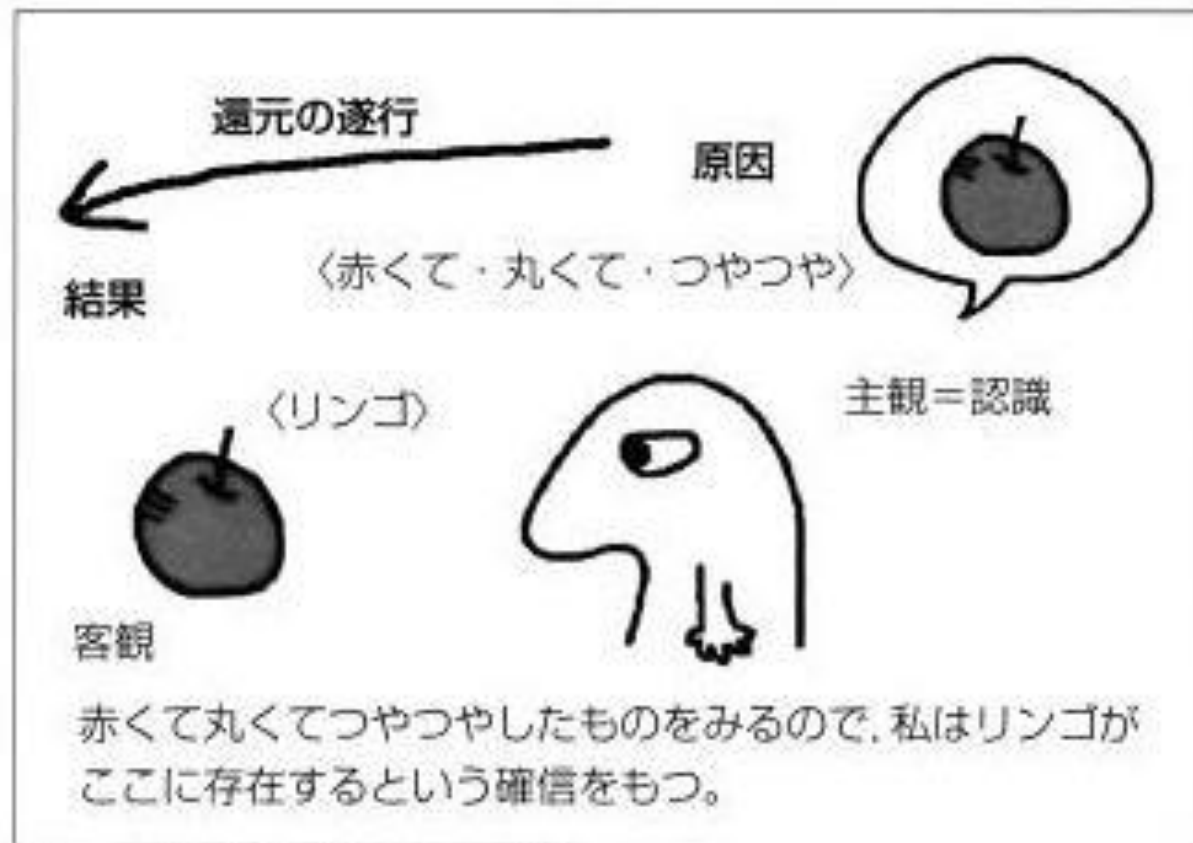 還元の遂行
原因
〈赤くて・丸くて・つやつや〉
結果
主観＝認識
〈リンゴ〉
客観
赤くて丸くてつやつやしたものをみるので，私はリンゴが
ここに存在するという確信をもつ。